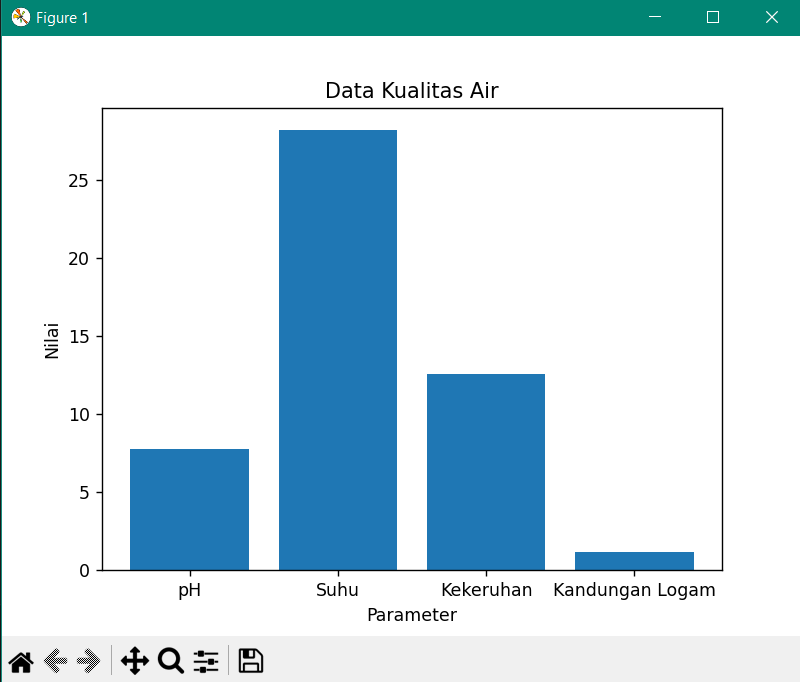 Figure 1
Data Kualitas Air
25
20
15
10
5
0
Nilai
pH Suhu Kekeruhan Kandungan Logam
Parameter